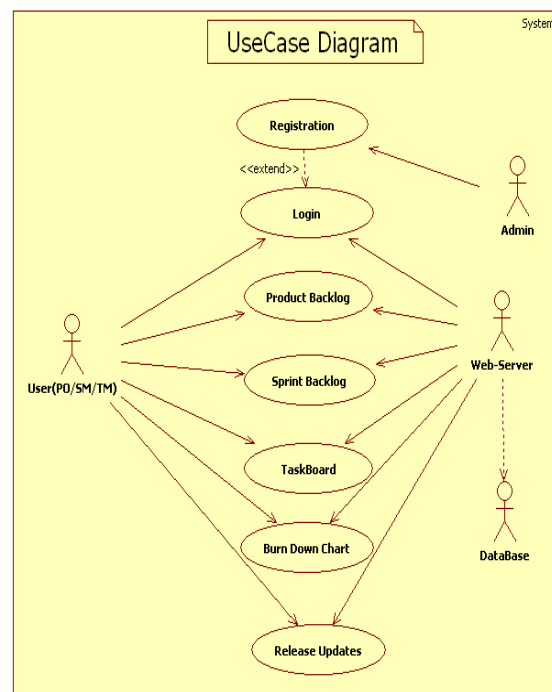 System
UseCase Diagram
Registration
<<extend>>
Login
Admin
Product Backlog
Web-Server
User(PO/SM/TM)
Sprint Backlog
TaskBoard
Burn Down Chart
DataBase
Release Updates